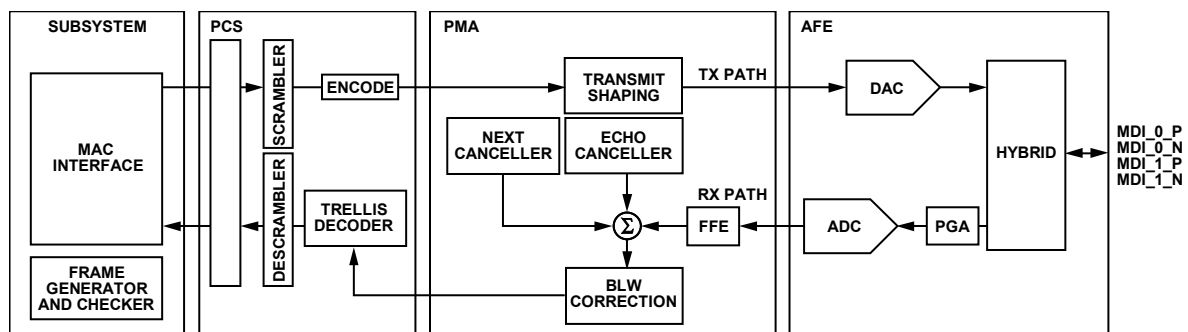 SUBSYSTEM
PCS
PMA
AFE
MAC
INTERFACE
FRAME
GENERATOR
AND CHECKER
SCRAMBLER
ENCODE
DESCRAMBLER
TRELLIS
DECODER
TRANSMIT
SHAPING
TX PATH
NEXT
CANCELLER
ECHO
CANCELLER
RX PATH
Σ
FFE
BLW
CORRECTION
DAC
ADC
PGA
HYBRID
MDI_0_P
MDI_0_N
MDI_1_P
MDI_1_N